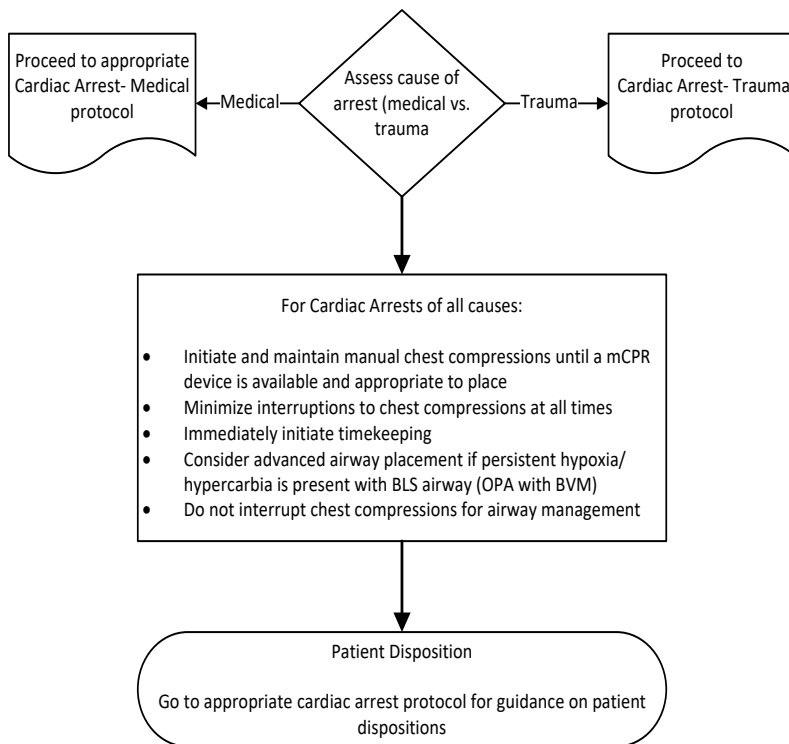 Proceed to appropriate
Cardiac Arrest- Medical
protocol
Medical
Assess cause of
arrest (medical vs.
trauma
Trauma
Proceed to
Cardiac Arrest- Trauma
protocol
For Cardiac Arrests of all causes:
• Initiate and maintain manual chest compressions until a mCPR
device is available and appropriate to place
• Minimize interruptions to chest compressions at all times
• Immediately initiate timekeeping
• Consider advanced airway placement if persistent hypoxia/
hypercarbia is present with BLS airway (OPA with BVM)
• Do not interrupt chest compressions for airway management
Patient Disposition
Go to appropriate cardiac arrest protocol for guidance on patient
dispositions